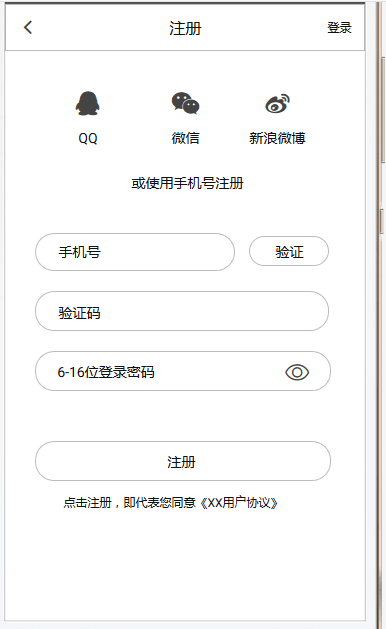 注册
登录
QQ
微信
新浪微博
或使用手机号注册
手机号
验证
验证码
6-16位登录密码
注册
点击注册，即代表您同意《XX用户协议》